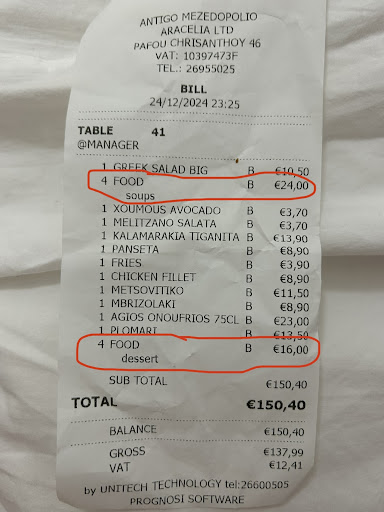 ANTIGO MEZEDOPOLIO
ARACELIA LTD
PAFOU CHRISANTHOY 46
VAT: 10397473F
TEL.: 26955025
BILL
24/12/2024 23:25
TABLE 41
@MANAGER
1 GREEK SALAD BIG B €10,50
4 FOOD B €24,00
soups
1 XOUMOUS AVOCADO B €3,70
1 MELITZANO SALATA B €3,70
1 KALAMARAKIA TIGANITA B €13,90
1 PANSETA B €8,90
1 FRIES B €3,90
1 CHICKEN FILLET B €8,90
1 METSOVITIKO B €11,50
1 MBRIZOLAKI B €8,90
1 AGIOS ONOUFRIOS 75CL B €23,00
1 PLOMARI B €13,50
4 FOOD B €16,00
dessert
SUB TOTAL €150,40
TOTAL €150,40
BALANCE €150,40
GROSS €137,99
VAT €12,41
by UNITECH TECHNOLOGY tel:26600505
PROGNOSI SOFTWARE